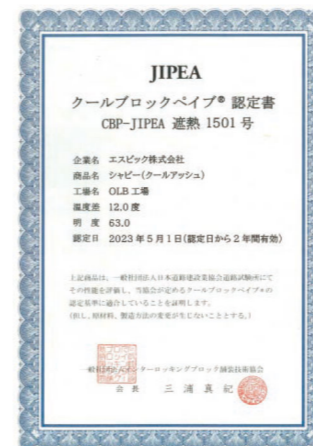 JIPEA
クールブロックペイブ® 認定書
CBP-JIPEA 遮熱 1501 号
企業名 エスビック株式会社
商品名 シャビー(クールアッシュ)
工場名 OLB 工場
温度差 12.0 度
明 度 63.0
認定日 2023 年 5 月 1 日(認定日から 2 年間有効)
上記商品は、一般社団法人日本道路建設業協会道路試験所にて
その性能を評価し、当協会が定めるクールブロックペイブ®の
認定基準に適合していることを証明します。
(但し、原材料、製造方法の変更が生じないこととする。)
一般社団法人インターロッキングブロック舗装技術協会
会 長 三 浦 真 紀